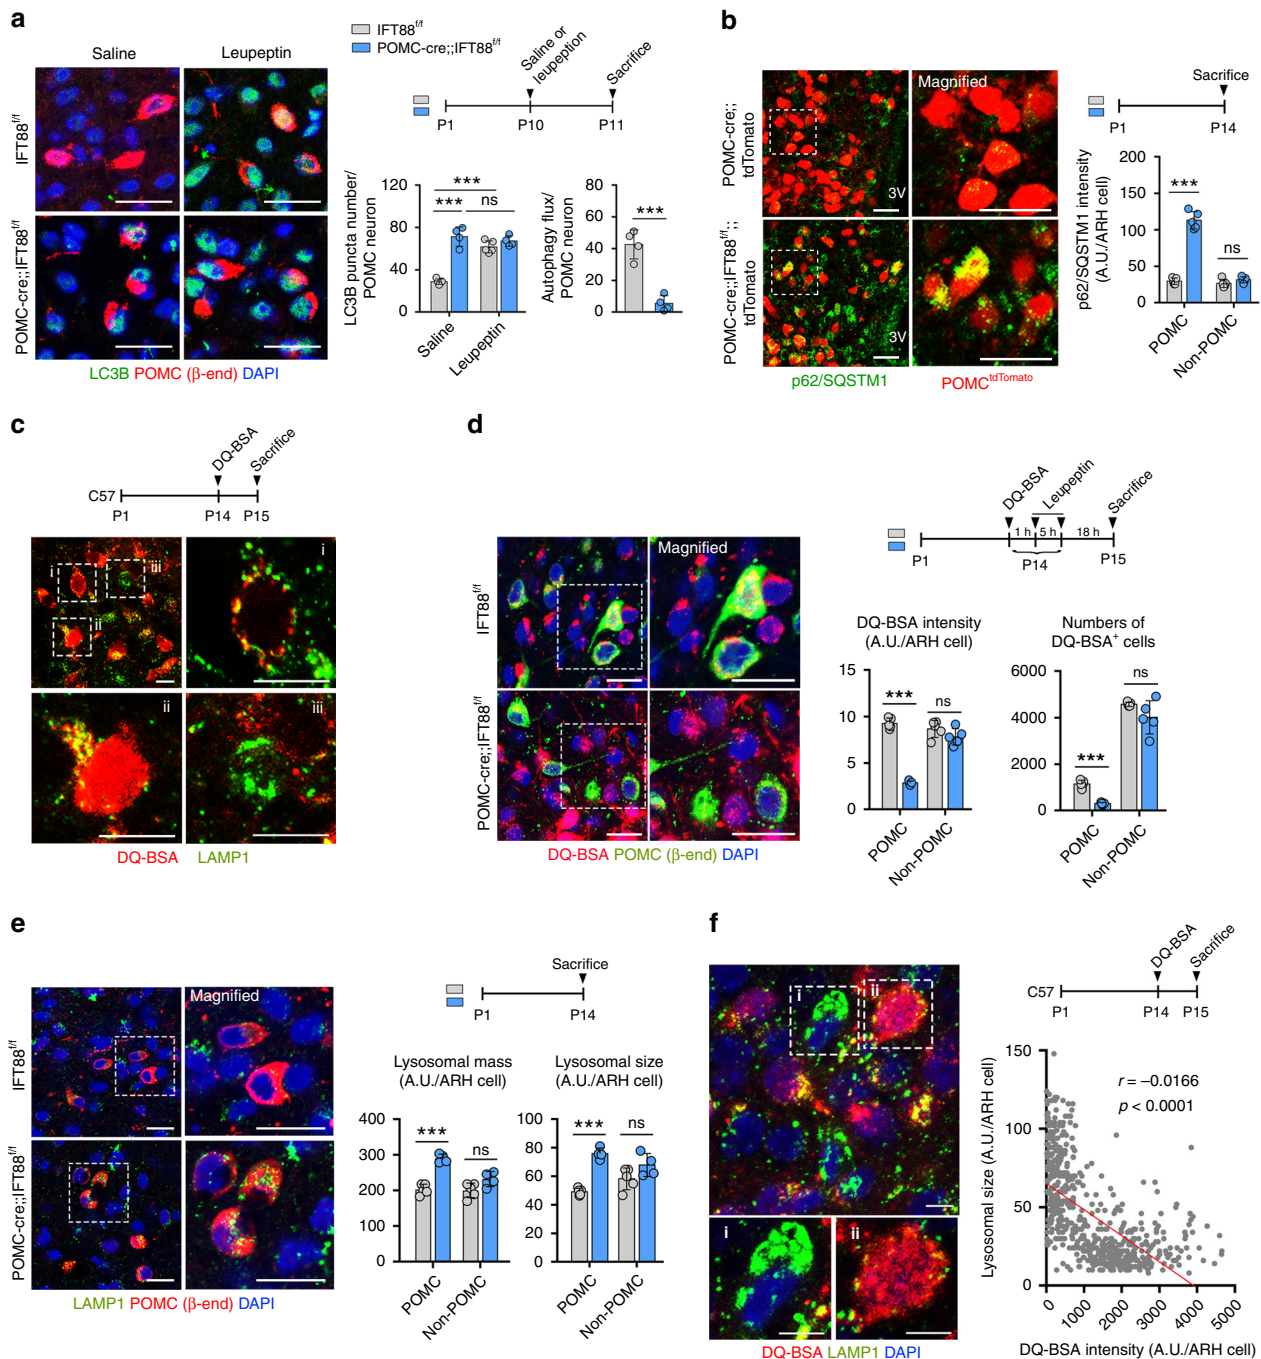 a
Saline
Leupeptin
IFT88f/f
POMC-cre;;IFT88f/f
LC3B POMC (β-end) DAPI
IFT88f/f
POMC-cre;;IFT88f/f
Saline or
leupeption
Sacrifice
P1
P10
P11
LC3B puncta number/
POMC neuron
120
80
40
0
***
***
ns
Saline
Leupeptin
Autophagy flux/
POMC neuron
80
60
40
20
0
***
b
POMC-cre;;
tdTomato
POMC-cre;;IFT88f/f;;
tdTomato
Magnified
3V
3V
p62/SQSTM1
POMCtdTomato
Sacrifice
P1
P14
p62/SQSTM1 intensity
(A.U./ARH cell)
200
150
100
50
0
***
ns
POMC
Non-POMC
c
DQ-BSA
Sacrifice
C57
P1
P14
P15
i
iii
ii
i
ii
iii
DQ-BSA LAMP1
d
IFT88f/f
POMC-cre;;IFT88f/f
Magnified
DQ-BSA POMC (β-end) DAPI
DQ-BSA
Leupeptin
Sacrifice
1 h
5 h
18 h
P1
P14
P15
DQ-BSA intensity
(A.U./ARH cell)
15
10
5
0
***
ns
POMC
Non-POMC
Numbers of
DQ-BSA+ cells
6000
4000
2000
0
***
ns
POMC
Non-POMC
e
IFT88f/f
POMC-cre;;IFT88f/f
Magnified
LAMP1 POMC (β-end) DAPI
Sacrifice
P1
P14
Lysosomal mass
(A.U./ARH cell)
400
300
200
100
0
***
ns
POMC
Non-POMC
Lysosomal size
(A.U./ARH cell)
100
80
60
40
20
0
***
ns
POMC
Non-POMC
f
i
ii
i
ii
DQ-BSA LAMP1 DAPI
DQ-BSA
Sacrifice
C57
P1
P14
P15
Lysosomal size (A.U./ARH cell)
150
100
50
0
r = −0.0166
p < 0.0001
0
1000
2000
3000
4000
5000
DQ-BSA intensity (A.U./ARH cell)